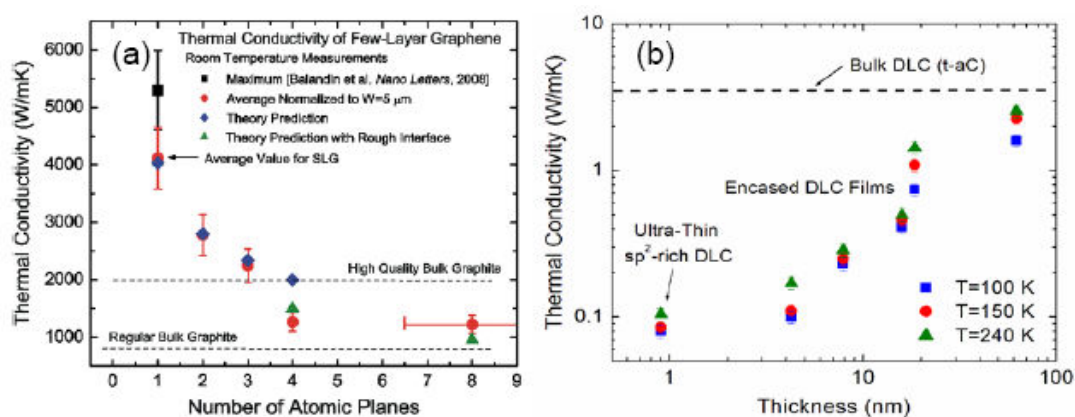 (a)
Thermal Conductivity of Few-Layer Graphene
Room Temperature Measurements
Maximum [Balandin et al. Nano Letters, 2008]
Average Normalized to W=5 μm
Theory Prediction
Theory Prediction with Rough Interface
Average Value for SLG
High Quality Bulk Graphite
Regular Bulk Graphite
Thermal Conductivity (W/mK)
6000
5000
4000
3000
2000
1000
0 1 2 3 4 5 6 7 8 9
Number of Atomic Planes
(b)
Bulk DLC (t-aC)
Encased DLC Films
Ultra-Thin
sp²-rich DLC
T=100 K
T=150 K
T=240 K
Thermal Conductivity (W/mK)
10
1
0.1
1 10 100
Thickness (nm)